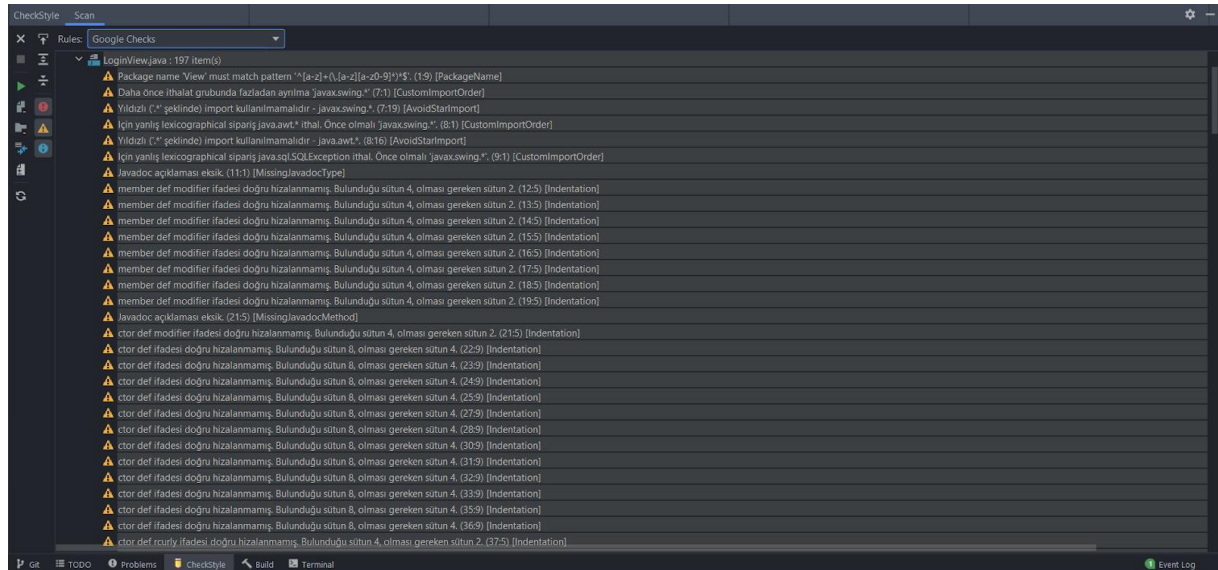 CheckStyle Scan
Rules: Google Checks
LoginView.java : 197 item(s)
Package name 'View' must match pattern '^[a-z]+(\.[a-z][a-z0-9]*)*$'. (1:9) [PackageName]
Daha önce ithalat grubunda fazladan ayrılma 'javax.swing.*' (7:1) [CustomImportOrder]
Yıldızlı ('.*' şeklinde) import kullanılmamalıdır - javax.swing.*. (7:19) [AvoidStarImport]
Için yanlış lexicographical sipariş java.awt.* ithal. Önce olmalı 'javax.swing.*'. (8:1) [CustomImportOrder]
Yıldızlı ('.*' şeklinde) import kullanılmamalıdır - java.awt.*. (8:16) [AvoidStarImport]
Için yanlış lexicographical sipariş java.sql.SQLException ithal. Önce olmalı 'javax.swing.*'. (9:1) [CustomImportOrder]
Javadoc açıklaması eksik. (11:1) [MissingJavadocType]
member def modifier ifadesi doğru hizalanmamış. Bulunduğu sütun 4, olması gereken sütun 2. (12:5) [Indentation]
member def modifier ifadesi doğru hizalanmamış. Bulunduğu sütun 4, olması gereken sütun 2. (13:5) [Indentation]
member def modifier ifadesi doğru hizalanmamış. Bulunduğu sütun 4, olması gereken sütun 2. (14:5) [Indentation]
member def modifier ifadesi doğru hizalanmamış. Bulunduğu sütun 4, olması gereken sütun 2. (15:5) [Indentation]
member def modifier ifadesi doğru hizalanmamış. Bulunduğu sütun 4, olması gereken sütun 2. (16:5) [Indentation]
member def modifier ifadesi doğru hizalanmamış. Bulunduğu sütun 4, olması gereken sütun 2. (17:5) [Indentation]
member def modifier ifadesi doğru hizalanmamış. Bulunduğu sütun 4, olması gereken sütun 2. (18:5) [Indentation]
member def modifier ifadesi doğru hizalanmamış. Bulunduğu sütun 4, olması gereken sütun 2. (19:5) [Indentation]
Javadoc açıklaması eksik. (21:5) [MissingJavadocMethod]
ctor def modifier ifadesi doğru hizalanmamış. Bulunduğu sütun 4, olması gereken sütun 2. (21:5) [Indentation]
ctor def ifadesi doğru hizalanmamış. Bulunduğu sütun 8, olması gereken sütun 4. (22:9) [Indentation]
ctor def ifadesi doğru hizalanmamış. Bulunduğu sütun 8, olması gereken sütun 4. (23:9) [Indentation]
ctor def ifadesi doğru hizalanmamış. Bulunduğu sütun 8, olması gereken sütun 4. (24:9) [Indentation]
ctor def ifadesi doğru hizalanmamış. Bulunduğu sütun 8, olması gereken sütun 4. (25:9) [Indentation]
ctor def ifadesi doğru hizalanmamış. Bulunduğu sütun 8, olması gereken sütun 4. (27:9) [Indentation]
ctor def ifadesi doğru hizalanmamış. Bulunduğu sütun 8, olması gereken sütun 4. (28:9) [Indentation]
ctor def ifadesi doğru hizalanmamış. Bulunduğu sütun 8, olması gereken sütun 4. (30:9) [Indentation]
ctor def ifadesi doğru hizalanmamış. Bulunduğu sütun 8, olması gereken sütun 4. (31:9) [Indentation]
ctor def ifadesi doğru hizalanmamış. Bulunduğu sütun 8, olması gereken sütun 4. (32:9) [Indentation]
ctor def ifadesi doğru hizalanmamış. Bulunduğu sütun 8, olması gereken sütun 4. (33:9) [Indentation]
ctor def ifadesi doğru hizalanmamış. Bulunduğu sütun 8, olması gereken sütun 4. (35:9) [Indentation]
ctor def ifadesi doğru hizalanmamış. Bulunduğu sütun 8, olması gereken sütun 4. (36:9) [Indentation]
ctor def rcurly ifadesi doğru hizalanmamış. Bulunduğu sütun 4, olması gereken sütun 2. (37:5) [Indentation]
Git TODO Problems CheckStyle Build Terminal 1 Event Log